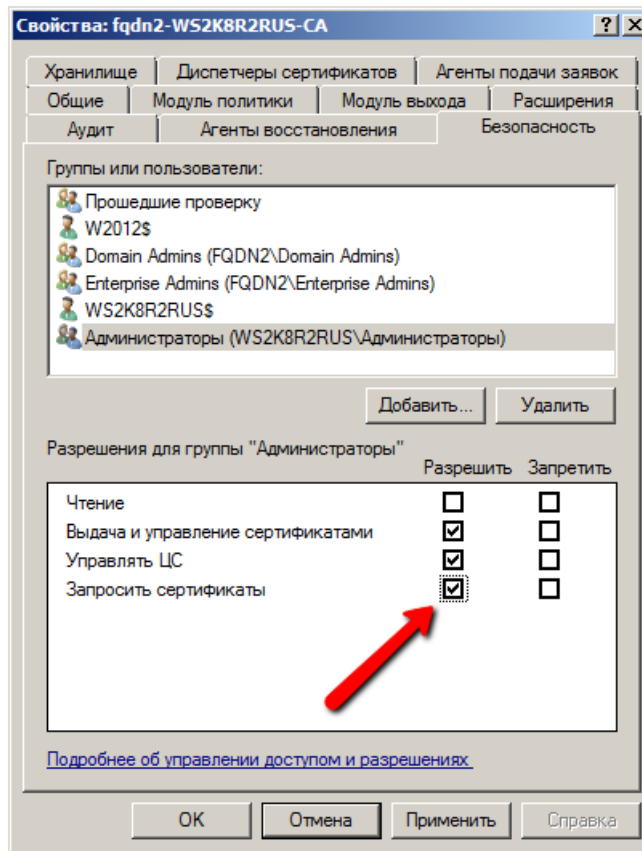 Свойства: fqdn2-WS2K8R2RUS-CA
Хранилище Диспетчеры сертификатов Агенты подачи заявок
Общие Модуль политики Модуль выхода Расширения
Аудит Агенты восстановления Безопасность
Группы или пользователи:
Прошедшие проверку
W2012$
Domain Admins (FQDN2\Domain Admins)
Enterprise Admins (FQDN2\Enterprise Admins)
WS2K8R2RUS$
Администраторы (WS2K8R2RUS\Администраторы)
Добавить... Удалить
Разрешения для группы "Администраторы"
Разрешить Запретить
Чтение
Выдача и управление сертификатами
Управлять ЦС
Запросить сертификаты
Подробнее об управлении доступом и разрешениях
OK Отмена Применить Справка